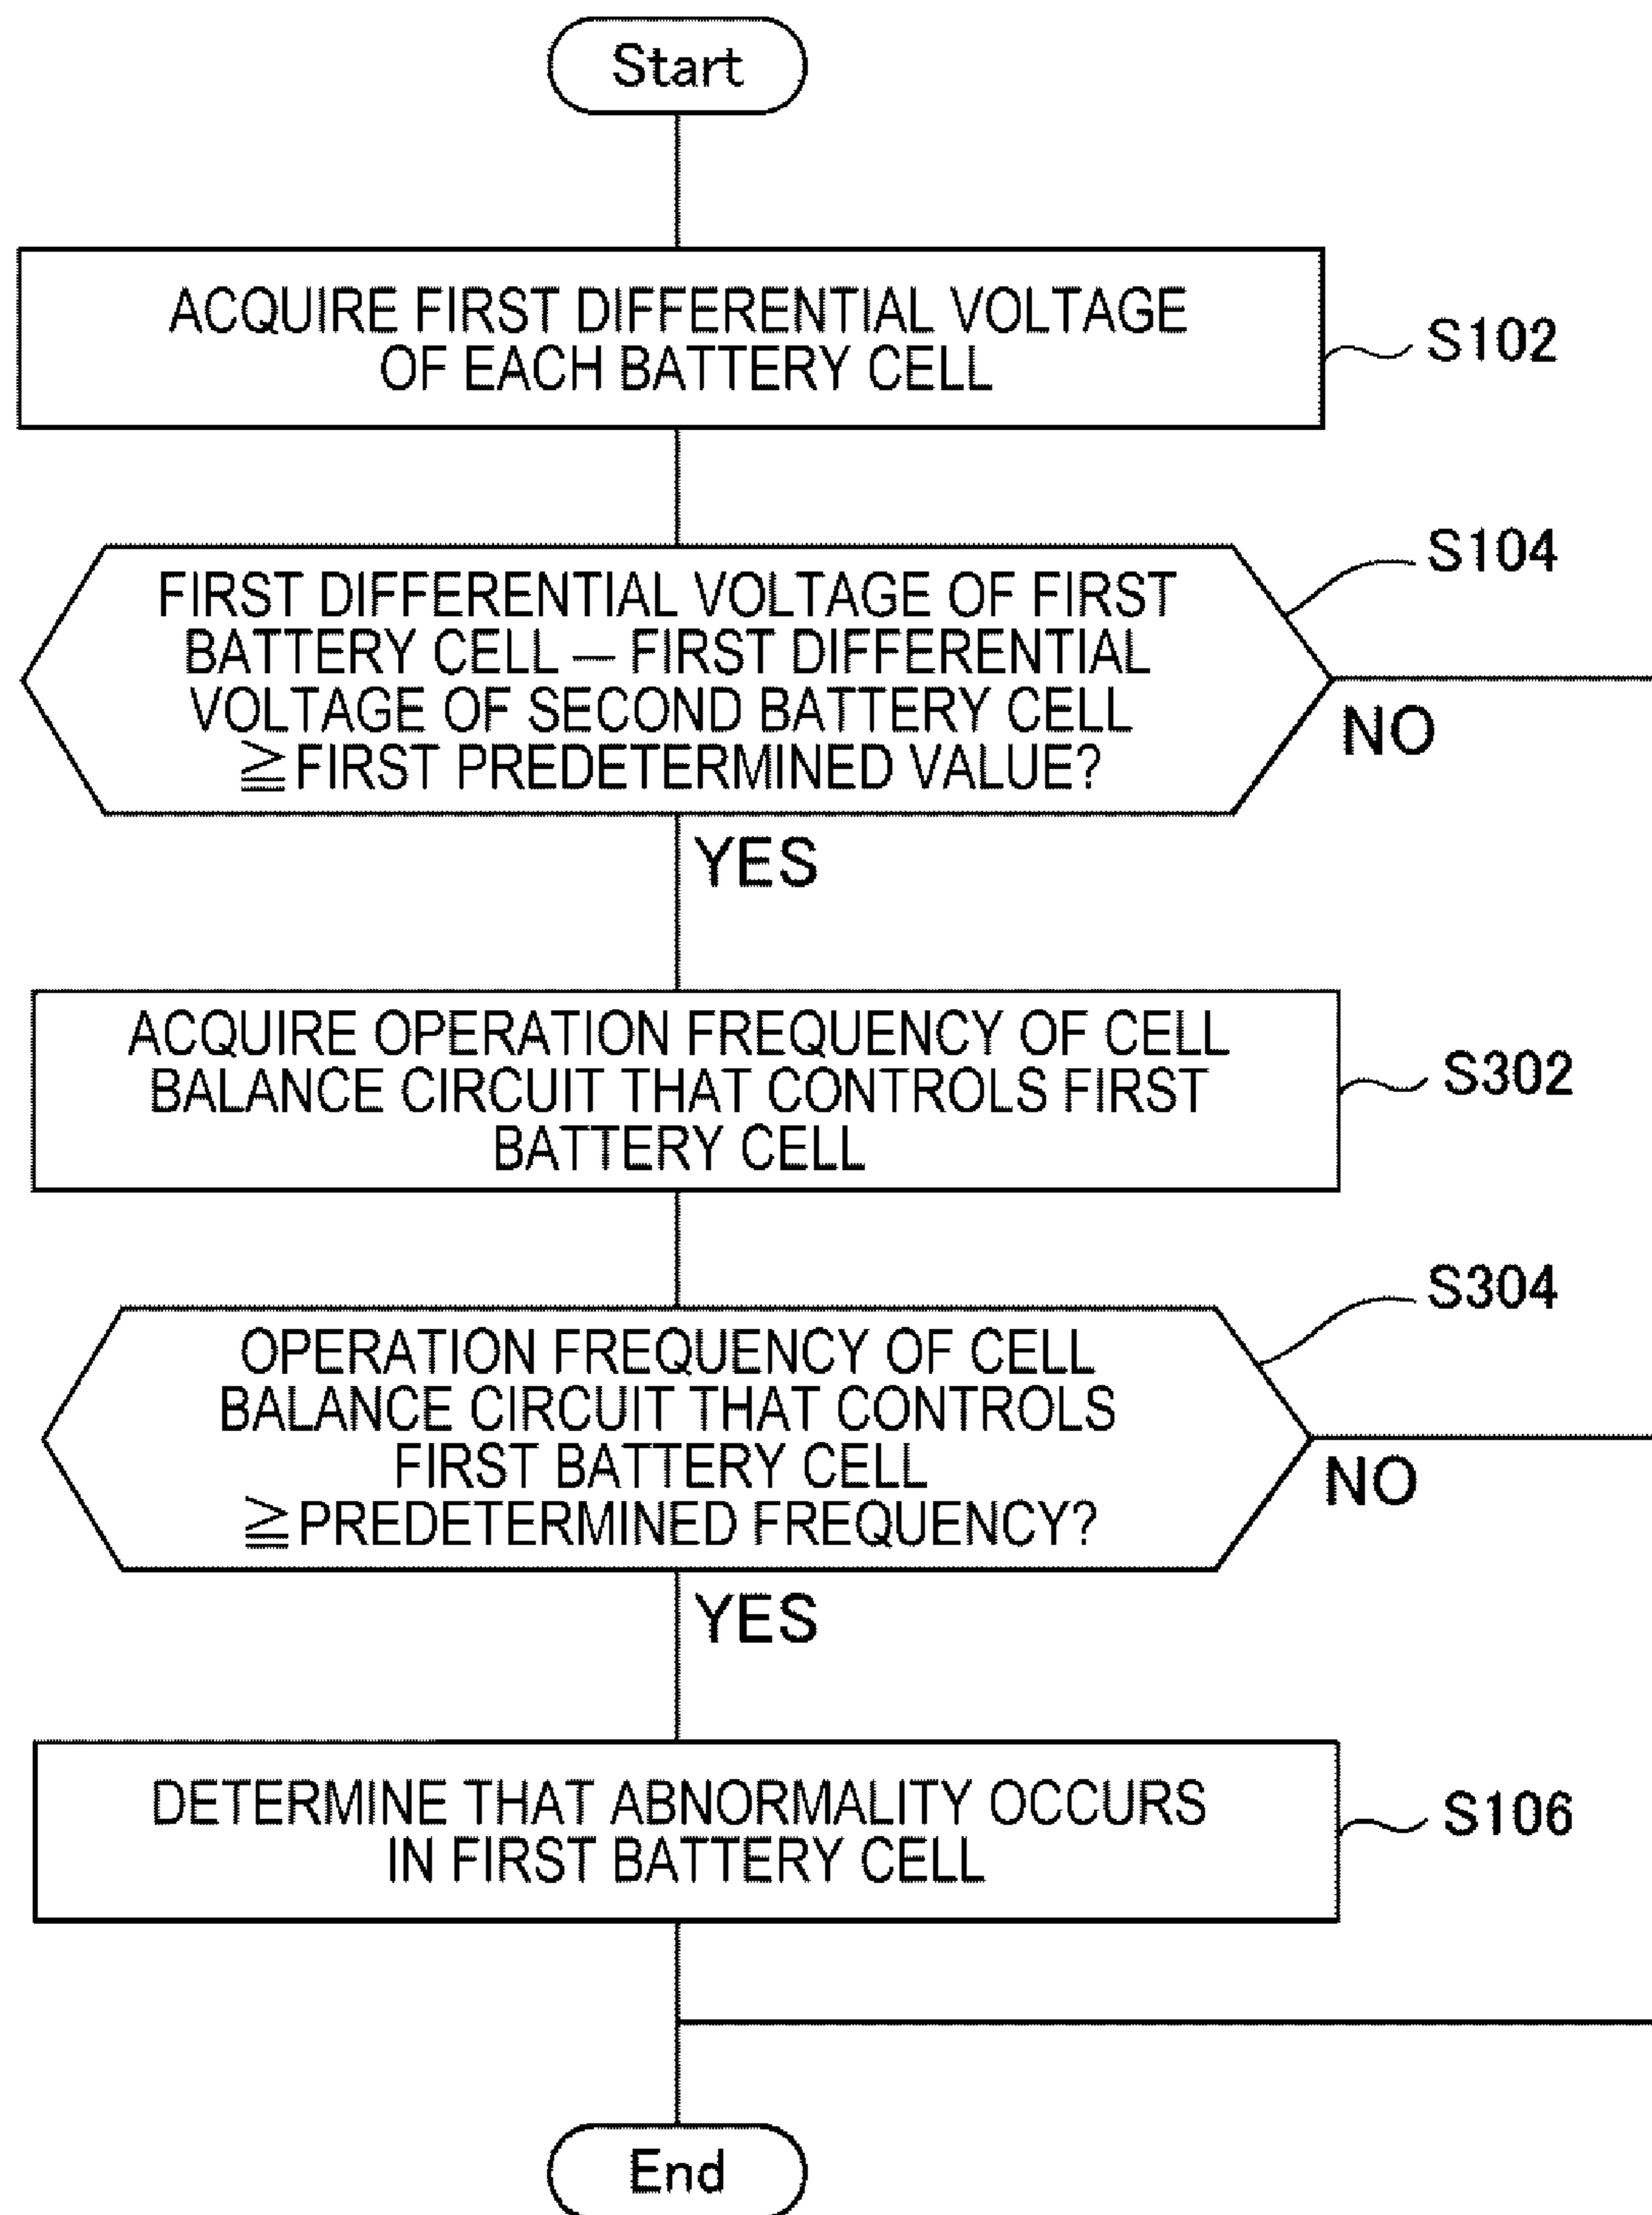 Start
ACQUIRE FIRST DIFFERENTIAL VOLTAGE
OF EACH BATTERY CELL
S102
S104
FIRST DIFFERENTIAL VOLTAGE OF FIRST
BATTERY CELL — FIRST DIFFERENTIAL
VOLTAGE OF SECOND BATTERY CELL
≧FIRST PREDETERMINED VALUE?
NO
YES
ACQUIRE OPERATION FREQUENCY OF CELL
BALANCE CIRCUIT THAT CONTROLS FIRST
BATTERY CELL
S302
S304
OPERATION FREQUENCY OF CELL
BALANCE CIRCUIT THAT CONTROLS
FIRST BATTERY CELL
≧PREDETERMINED FREQUENCY?
NO
YES
DETERMINE THAT ABNORMALITY OCCURS
IN FIRST BATTERY CELL
S106
End